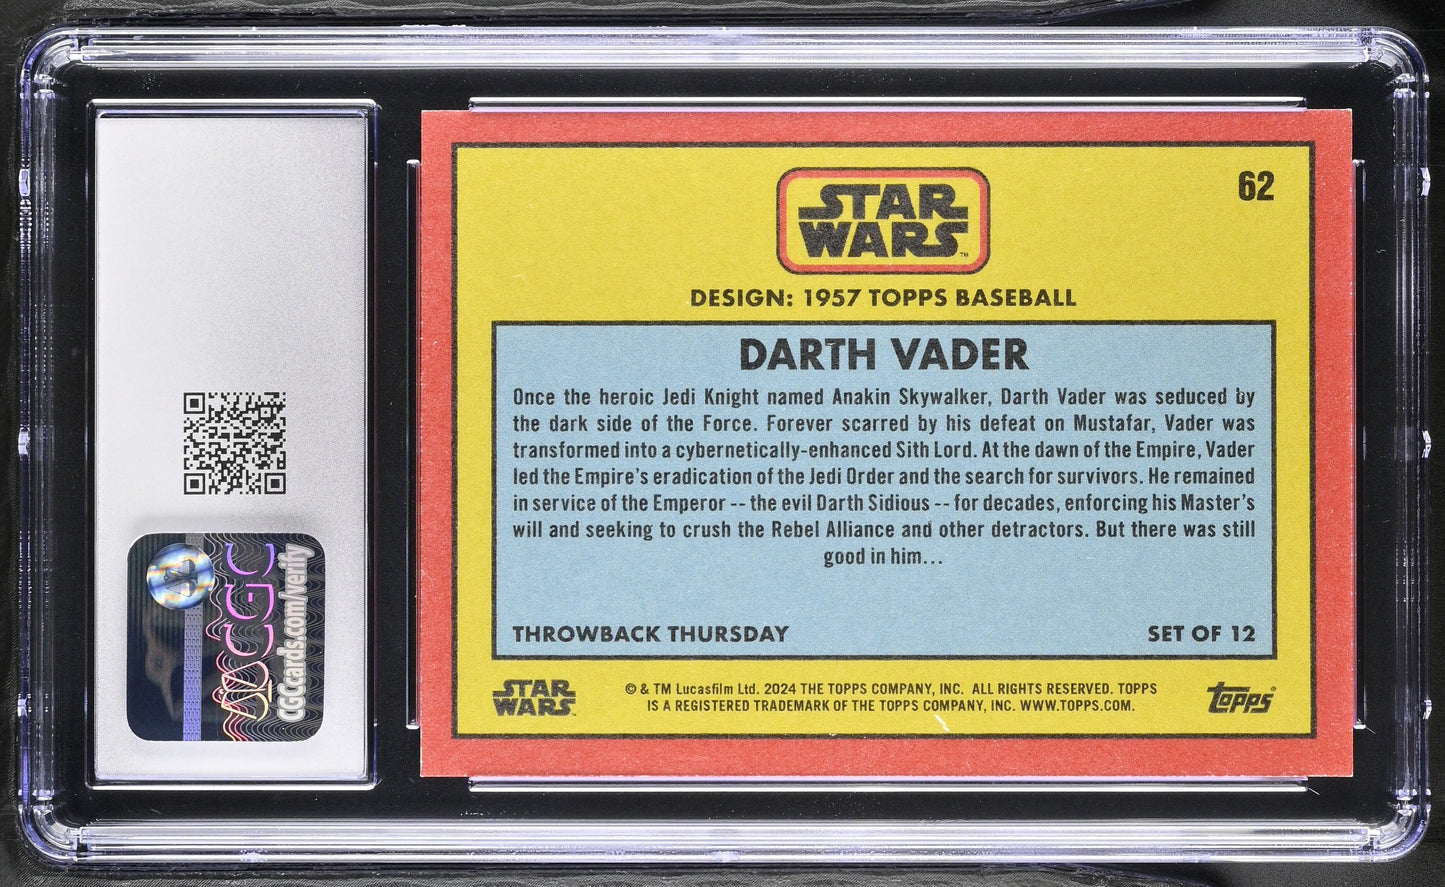 62
STAR
WARS
TM
DESIGN: 1957 TOPPS BASEBALL
DARTH VADER
Once the heroic Jedi Knight named Anakin Skywalker, Darth Vader was seduced by
the dark side of the Force. Forever scarred by his defeat on Mustafar, Vader was
transformed into a cybernetically-enhanced Sith Lord. At the dawn of the Empire, Vader
led the Empire's eradication of the Jedi Order and the search for survivors. He remained
in service of the Emperor -- the evil Darth Sidious -- for decades, enforcing his Master's
will and seeking to crush the Rebel Alliance and other detractors. But there was still
good in him...
THROWBACK THURSDAY SET OF 12
STAR
WARS
© & TM Lucasfilm Ltd. 2024 THE TOPPS COMPANY, INC. ALL RIGHTS RESERVED. TOPPS
IS A REGISTERED TRADEMARK OF THE TOPPS COMPANY, INC. WWW.TOPPS.COM.
topps®
CGC
CGCcards.com/verify